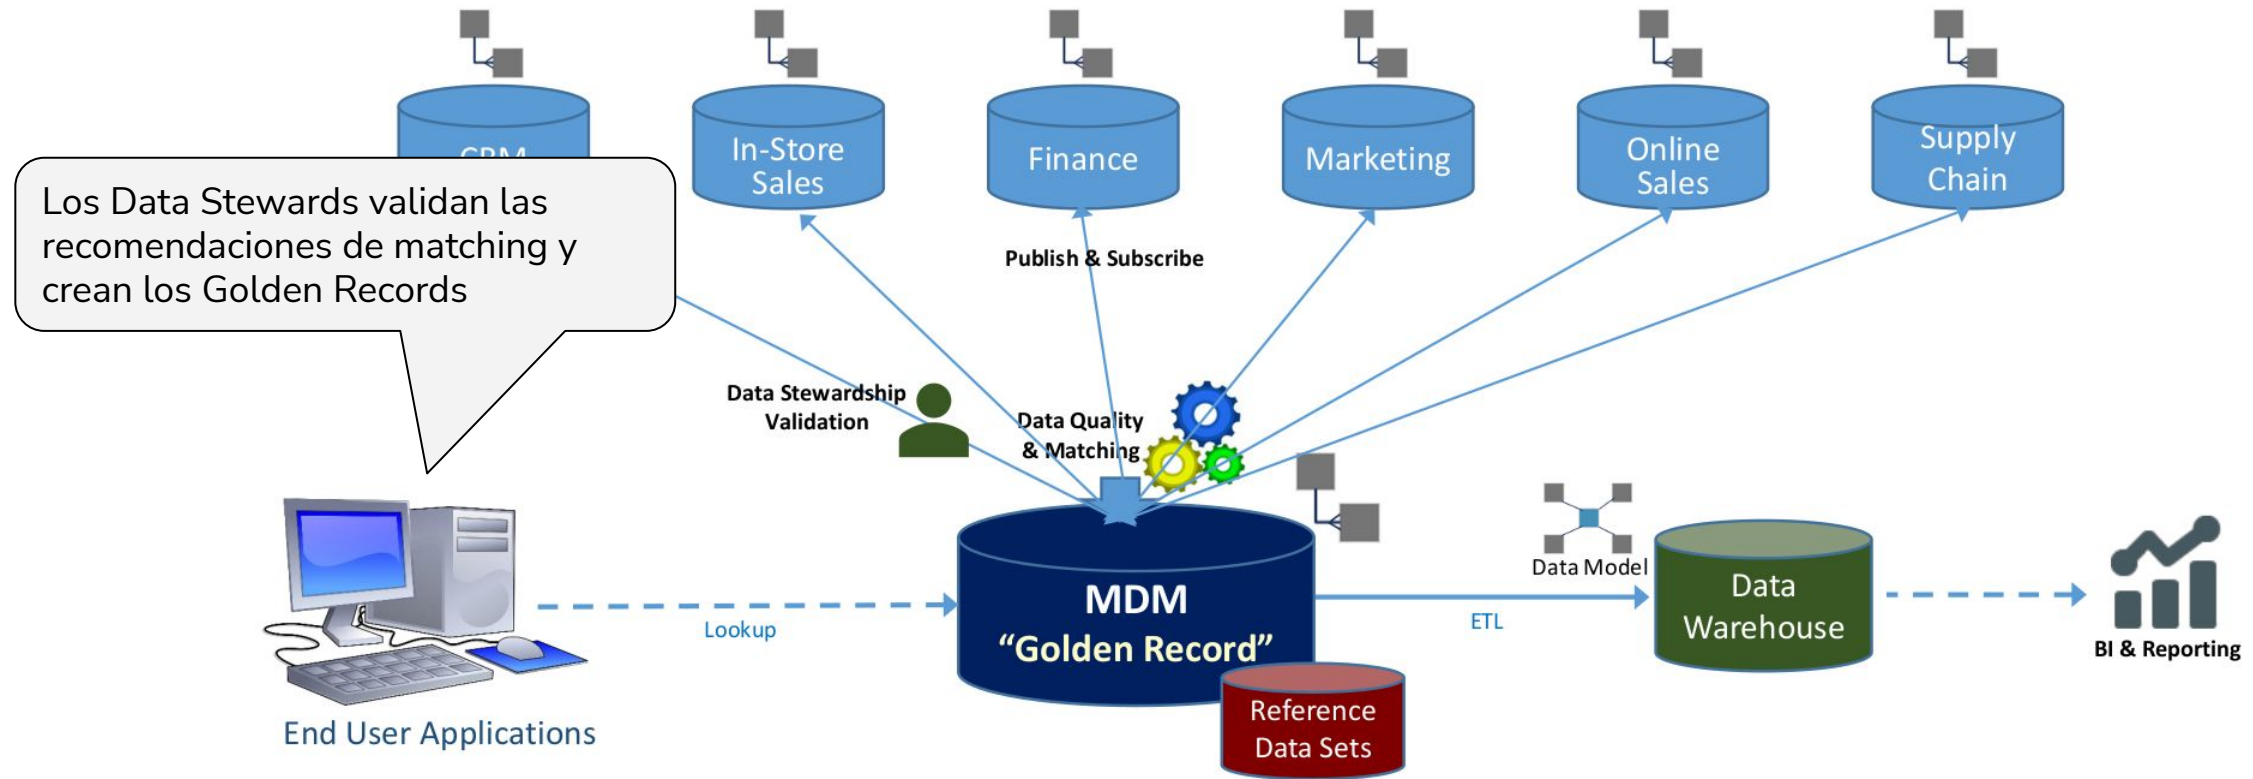 CRM
In-Store
Sales
Finance
Marketing
Online
Sales
Supply
Chain
Los Data Stewards validan las
recomendaciones de matching y
crean los Golden Records
Publish & Subscribe
Data Stewardship
Validation
Data Quality
& Matching
Data Model
MDM
“Golden Record”
Lookup
ETL
Data
Warehouse
BI & Reporting
Reference
Data Sets
End User Applications